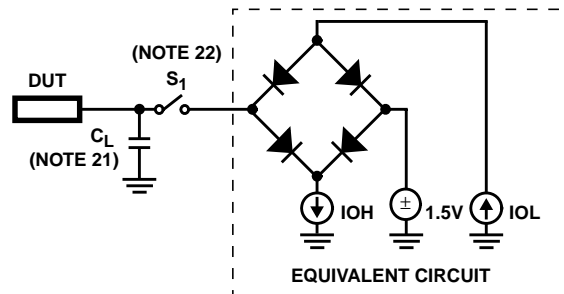 (NOTE 22)
DUT
S1
CL
(NOTE 21)
IOH
±
1.5V
IOL
EQUIVALENT CIRCUIT